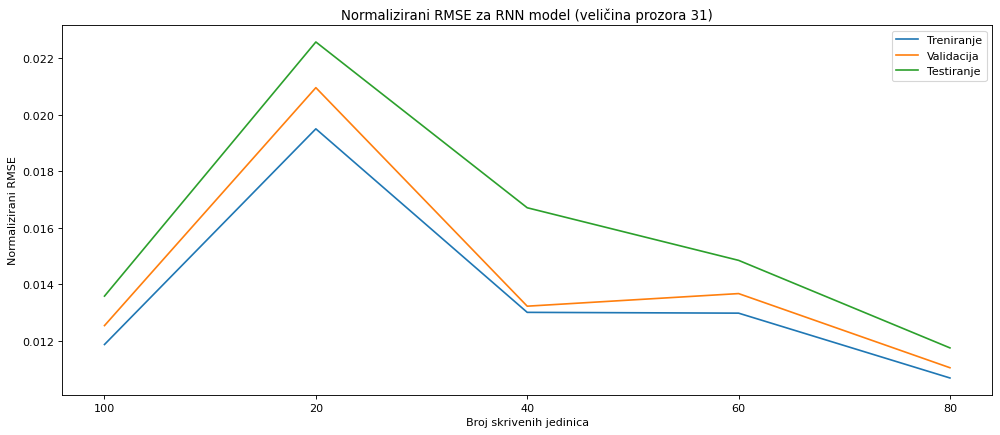 Normalizirani RMSE za RNN model (veličina prozora 31)
Treniranje
Validacija
Testiranje
Normalizirani RMSE
0.022
0.020
0.018
0.016
0.014
0.012
100 20 40 60 80
Broj skrivenih jedinica